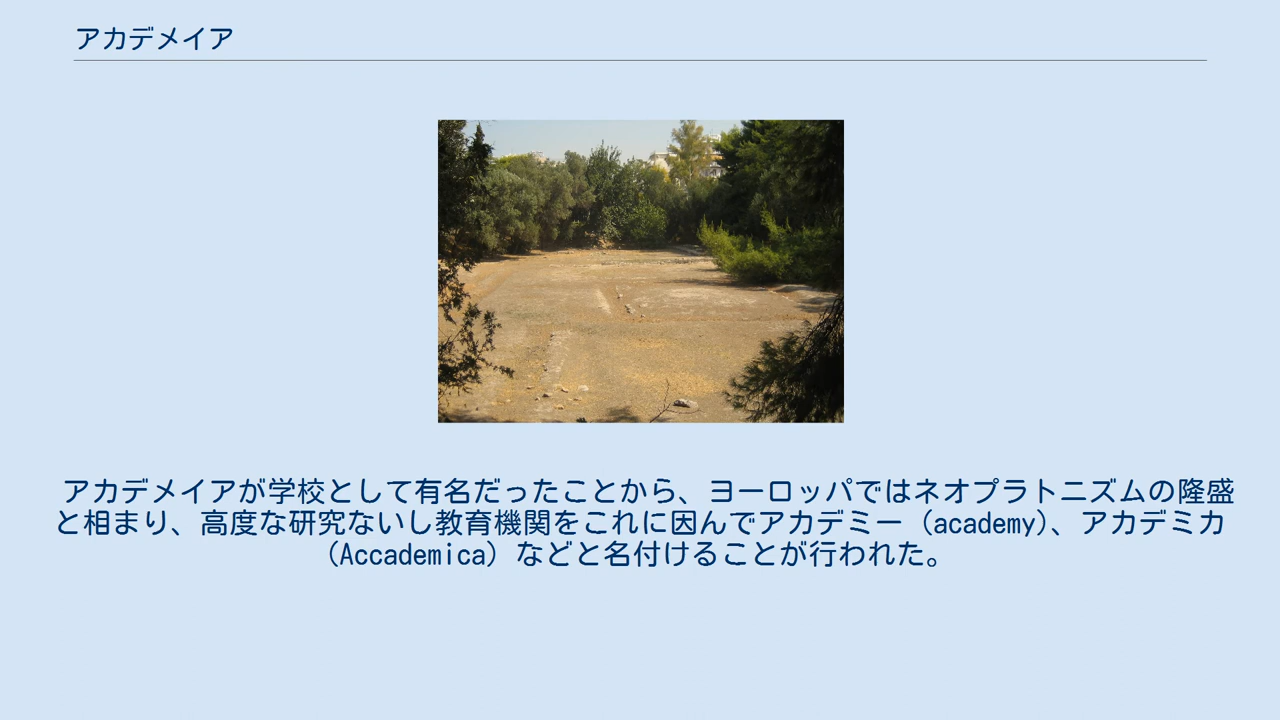 アカデメイア
アカデメイアが学校として有名だったことから、ヨーロッパではネオプラトニズムの隆盛
と相まり、高度な研究ないし教育機関をこれに因んでアカデミー（academy)、アカデミカ
（Accademica）などと名付けることが行われた。